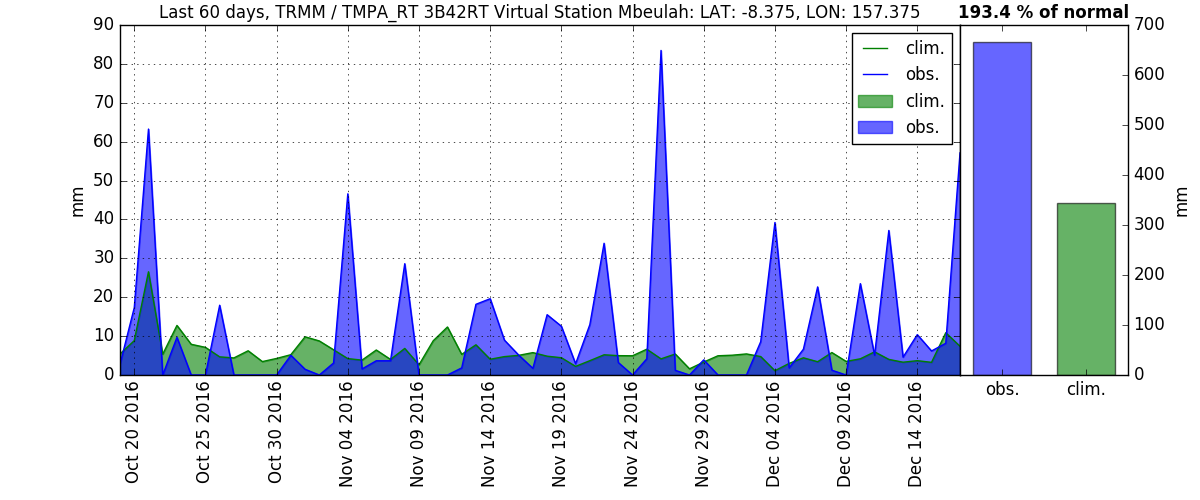 Last 60 days, TRMM / TMPA_RT 3B42RT Virtual Station Mbeulah: LAT: -8.375, LON: 157.375
193.4 % of normal
90
80
70
60
50
40
30
20
10
0
mm
clim.
obs.
clim.
obs.
700
600
500
400
300
200
100
0
mm
Oct 20 2016
Oct 25 2016
Oct 30 2016
Nov 04 2016
Nov 09 2016
Nov 14 2016
Nov 19 2016
Nov 24 2016
Nov 29 2016
Dec 04 2016
Dec 09 2016
Dec 14 2016
obs.
clim.